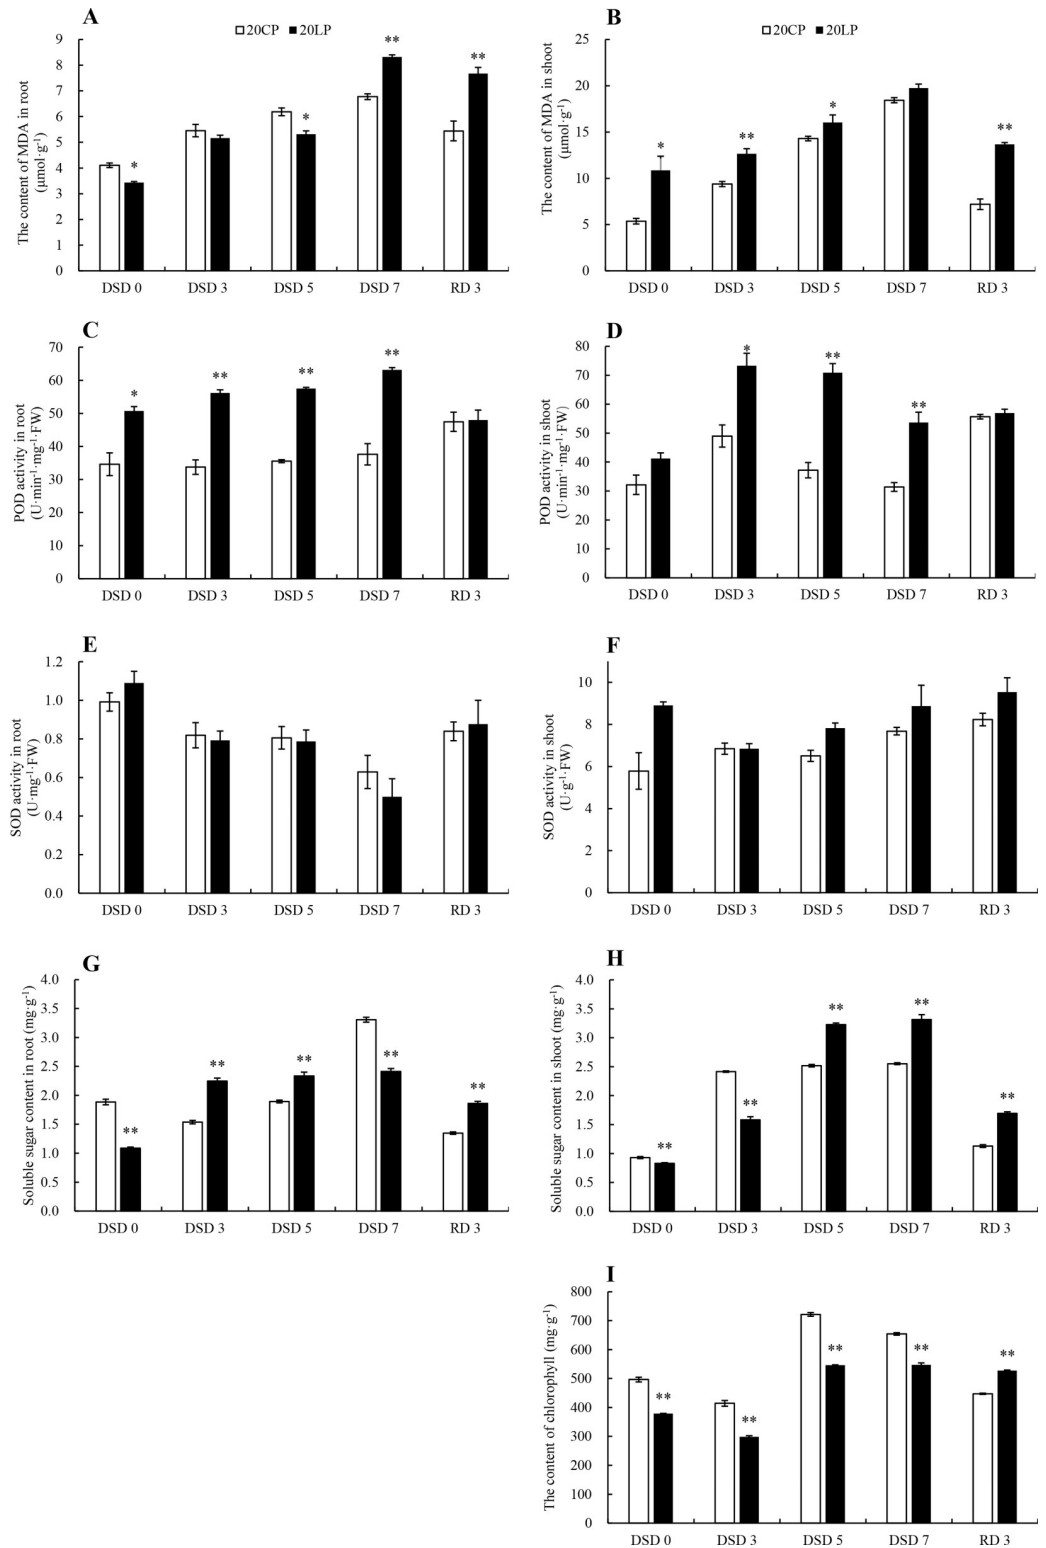 A
20CP 20LP
The content of MDA in root
(μmol·g⁻¹)
9
8
7
6
5
4
3
2
1
0
* * ** **
DSD 0 DSD 3 DSD 5 DSD 7 RD 3
B
20CP 20LP
The content of MDA in shoot
(μmol·g⁻¹)
25
20
15
10
5
0
* ** * **
DSD 0 DSD 3 DSD 5 DSD 7 RD 3
C
POD activity in root
(U·min⁻¹·mg⁻¹·FW)
70
60
50
40
30
20
10
0
* ** ** **
DSD 0 DSD 3 DSD 5 DSD 7 RD 3
D
POD activity in shoot
(U·min⁻¹·mg⁻¹·FW)
80
70
60
50
40
30
20
10
0
* ** **
DSD 0 DSD 3 DSD 5 DSD 7 RD 3
E
SOD activity in root
(U·mg⁻¹·FW)
1.2
1.0
0.8
0.6
0.4
0.2
0.0
DSD 0 DSD 3 DSD 5 DSD 7 RD 3
F
SOD activity in shoot
(U·g⁻¹·FW)
10
8
6
4
2
0
DSD 0 DSD 3 DSD 5 DSD 7 RD 3
G
Soluble sugar content in root (mg·g⁻¹)
4.0
3.5
3.0
2.5
2.0
1.5
1.0
0.5
0.0
** ** ** ** **
DSD 0 DSD 3 DSD 5 DSD 7 RD 3
H
Soluble sugar content in shoot (mg·g⁻¹)
4.0
3.5
3.0
2.5
2.0
1.5
1.0
0.5
0.0
** ** ** ** **
DSD 0 DSD 3 DSD 5 DSD 7 RD 3
I
The content of chlorophyll (mg·g⁻¹)
800
700
600
500
400
300
200
100
0
** ** ** ** **
DSD 0 DSD 3 DSD 5 DSD 7 RD 3